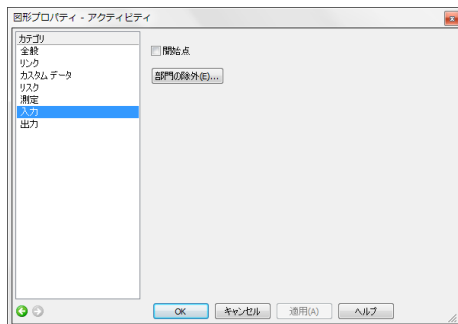 図形プロパティ - アクティビティ
カテゴリ
全般
リンク
カスタム データ
リスク
測定
入力
出力
開始点
部門の除外(E)...
OK
キャンセル
適用(A)
ヘルプ